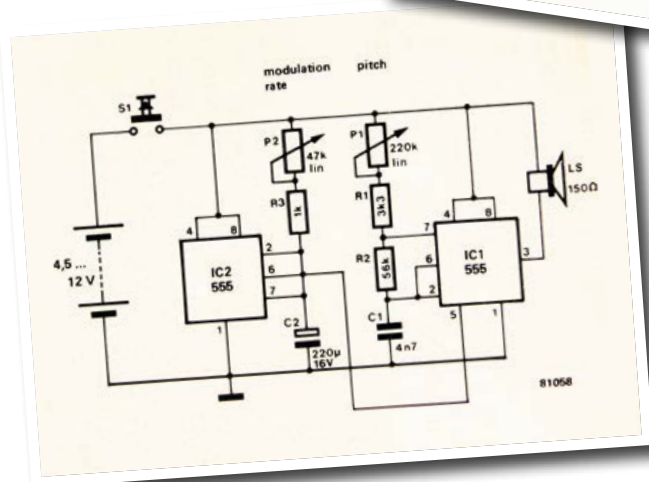 modulation pitch
rate
S1
P2
47k
lin
P1
220k
lin
R3
1k
R1
3k3
R2
56k
LS
150Ω
4,5 ...
12 V
4
8
2
6
7
1
IC2
555
4
8
7
6
2
3
5
1
IC1
555
C2
220µ
16V
C1
4n7
81058